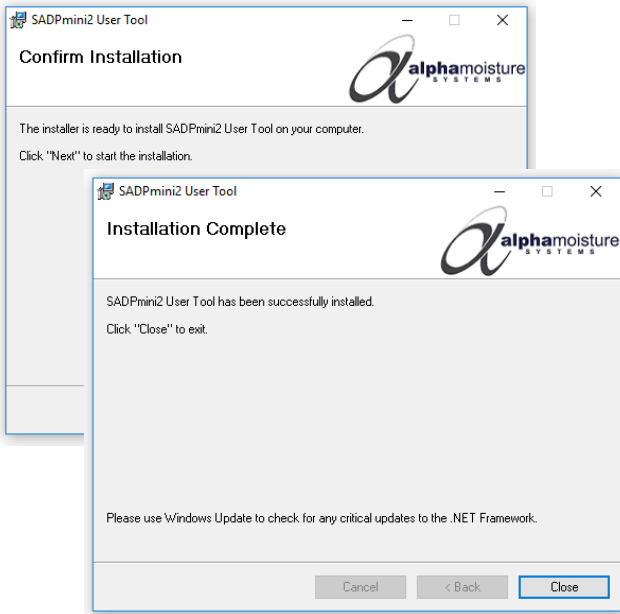 SADPmini2 User Tool
Confirm Installation
alphamoisture
SYSTEMS
The installer is ready to install SADPmini2 User Tool on your computer.
Click "Next" to start the installation.
SADPmini2 User Tool
Installation Complete
alphamoisture
SYSTEMS
SADPmini2 User Tool has been successfully installed.
Click "Close" to exit.
Please use Windows Update to check for any critical updates to the .NET Framework.
Cancel
< Back
Close